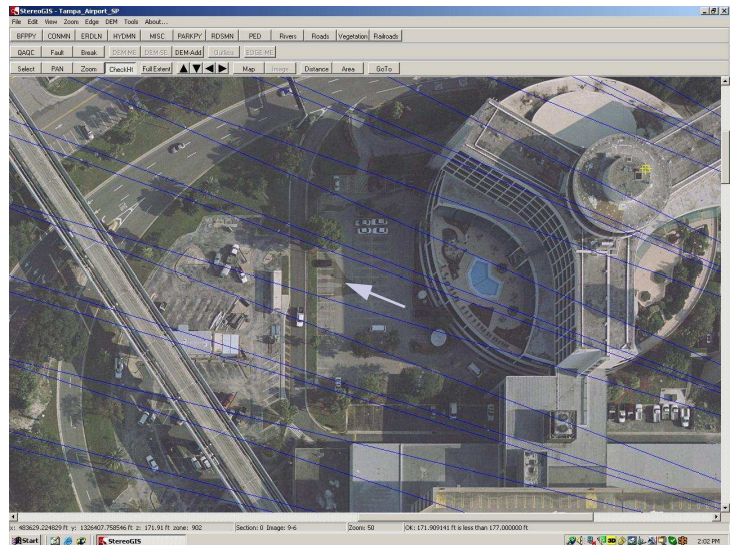 StereoGIS - Tampa_Airport_SP
File Edit View Zoom Edge DEM Tools About...
BFPPY CONMN ERDLN HYDMN MISC PARKPY RDSMN PED Rivers Roads Vegetation Railroads
QAQC Fault Break DEM-ME DEM-SE DEM-Add Outlines EDGE-ME
Select PAN Zoom CheckHt Full Extent Map Image Distance Area GoTo
x: 483629.224829 ft y: 1326407.758546 ft z: 171.91 ft zone: 902 Section: 0 Image: 9-6 Zoom: 50 OK: 171.909141 ft is less than 177.000000 ft
Start StereoGIS 3D 2:02 PM